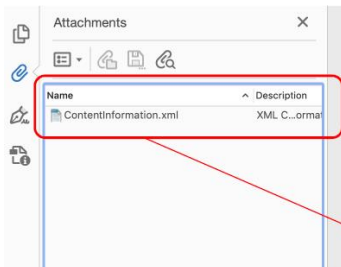 Attachments
Name Description
ContentInformation.xml XML C...ormat